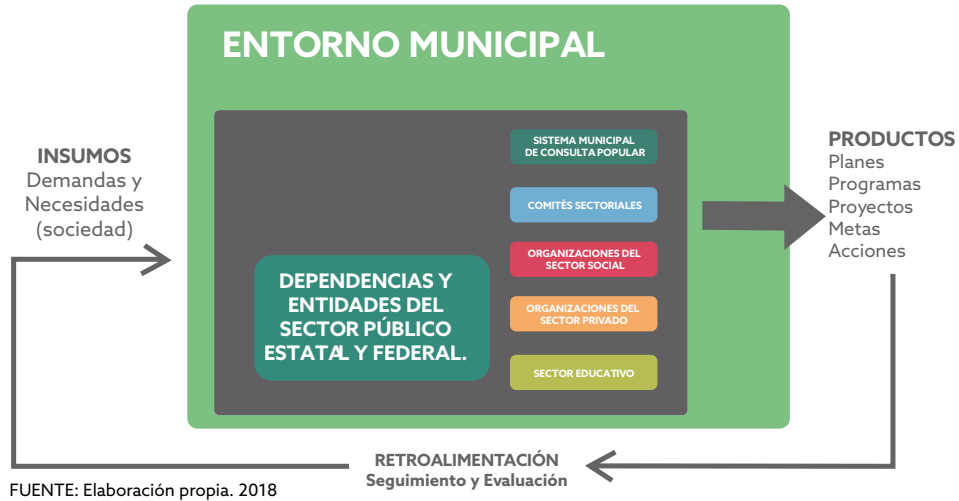 ENTORNO MUNICIPAL
INSUMOS
Demandas y
Necesidades
(sociedad)
SISTEMA MUNICIPAL
DE CONSULTA POPULAR
COMITÉS SECTORIALES
ORGANIZACIONES DEL
SECTOR SOCIAL
ORGANIZACIONES DEL
SECTOR PRIVADO
SECTOR EDUCATIVO
DEPENDENCIAS Y
ENTIDADES DEL
SECTOR PÚBLICO
ESTATAL Y FEDERAL.
PRODUCTOS
Planes
Programas
Proyectos
Metas
Acciones
RETROALIMENTACIÓN
Seguimiento y Evaluación
FUENTE: Elaboración propia. 2018